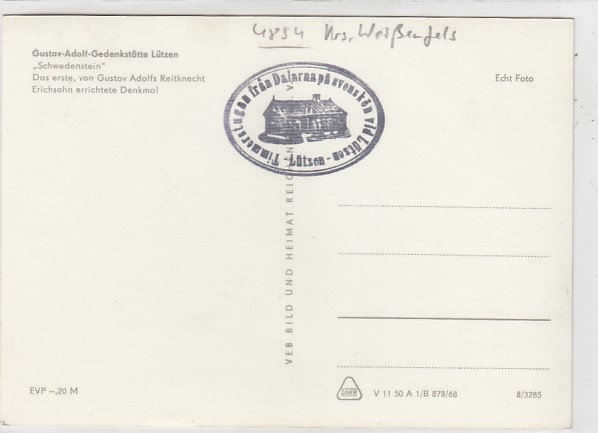 4854 Krs. Weißenfels
Gustav-Adolf-Gedenkstätte Lützen
„Schwedenstein"
Das erste, von Gustav Adolfs Reitknecht
Erichsohn errichtete Denkmal
Echt Foto
Timmerstugan från Dalarna på svenskön vid Lützen
- Lützen -
VEB BILD UND HEIMAT REICHEN
EVP –,20 M
V 11 50 A 1/B 878/68
8/3285